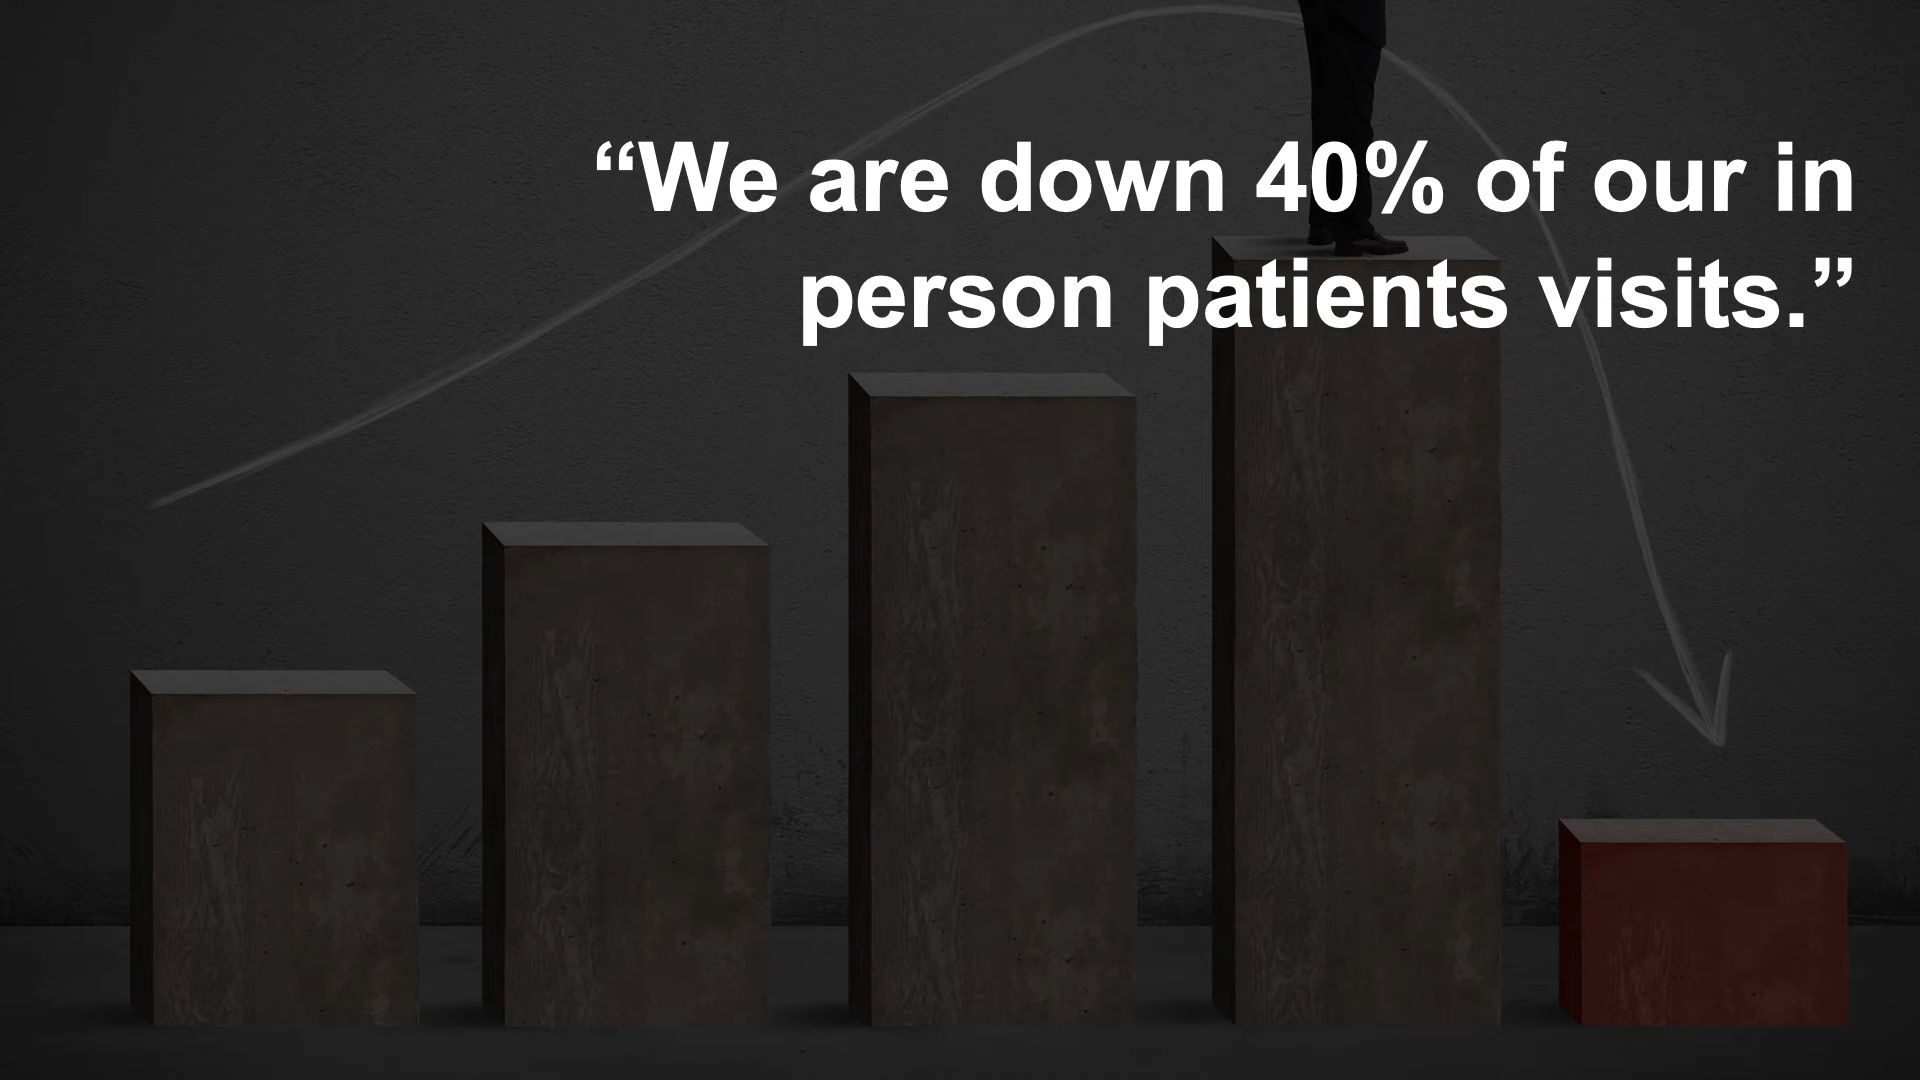 “We are down 40% of our in
person patients visits.”